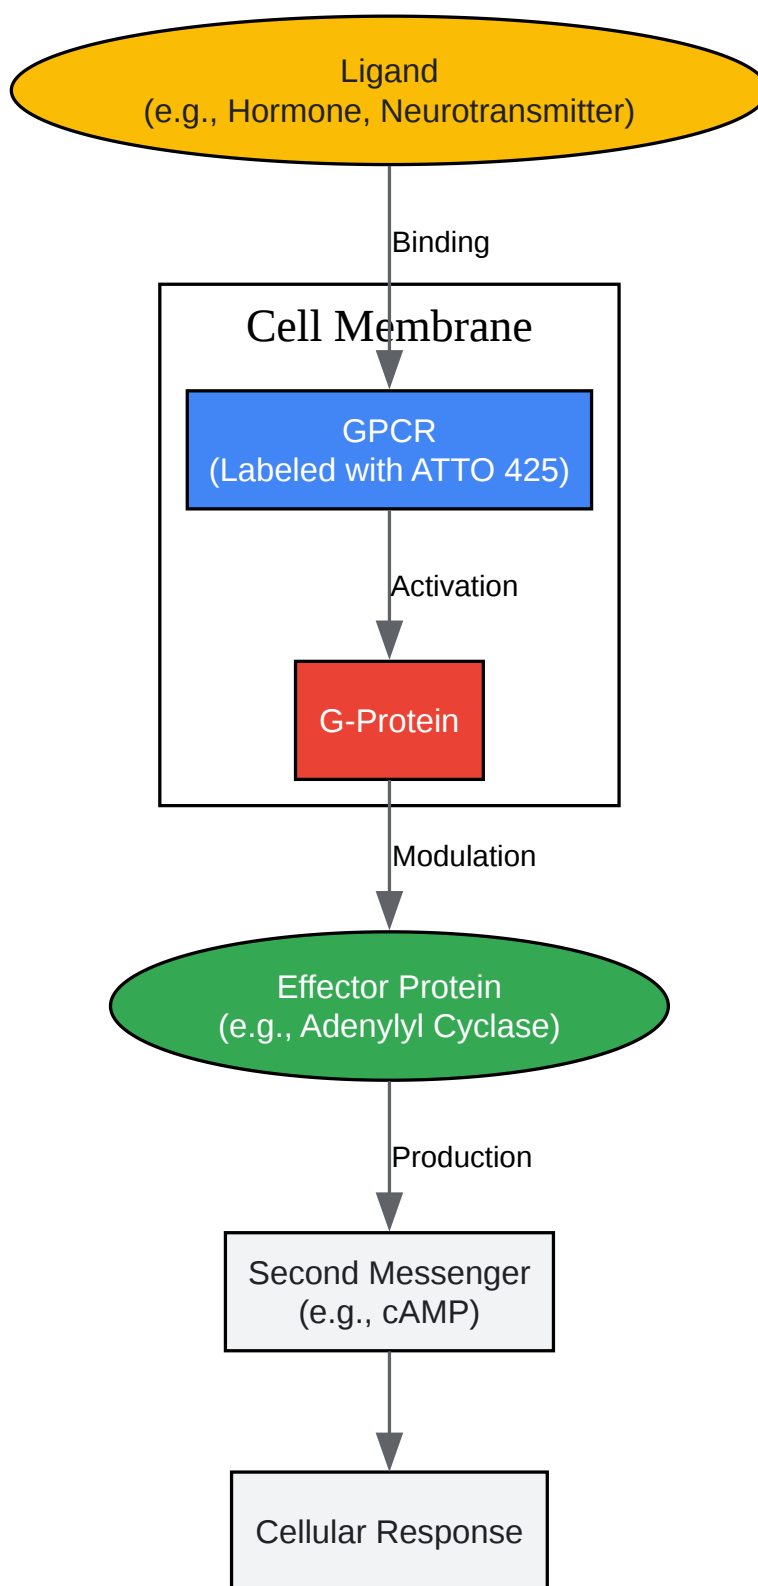 Ligand
(e.g., Hormone, Neurotransmitter)
Binding
Cell Membrane
GPCR
(Labeled with ATTO 425)
Activation
G-Protein
Modulation
Effector Protein
(e.g., Adenylyl Cyclase)
Production
Second Messenger
(e.g., cAMP)
Cellular Response